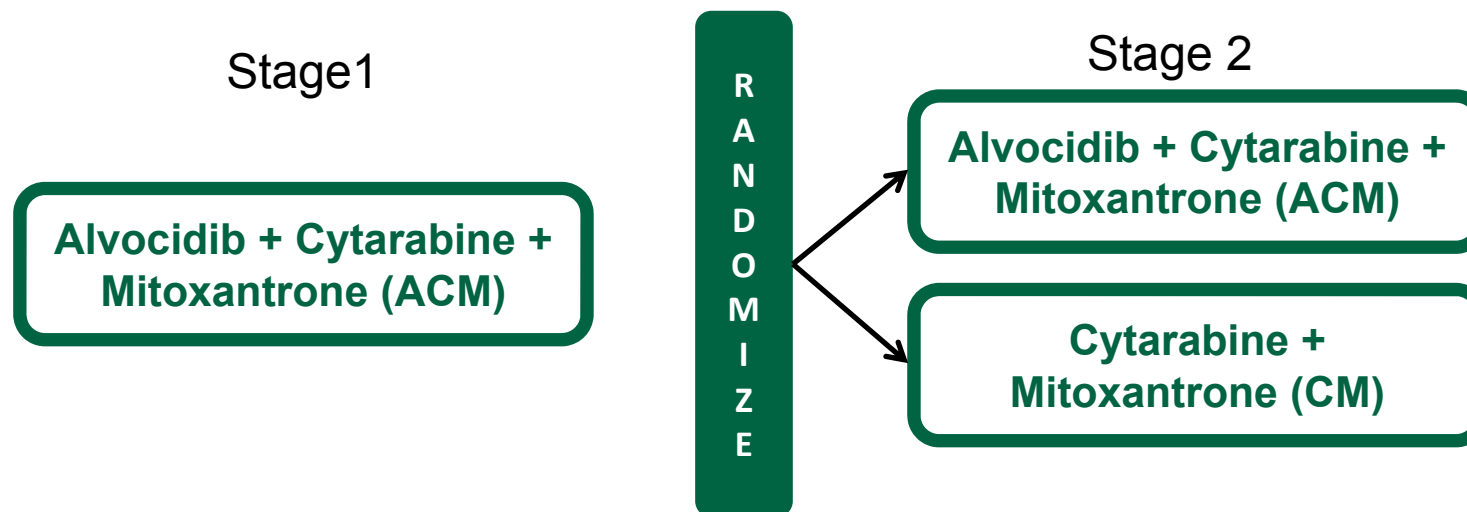 Stage1
Alvocidib + Cytarabine +
Mitoxantrone (ACM)
R
A
N
D
O
M
I
Z
E
Stage 2
Alvocidib + Cytarabine +
Mitoxantrone (ACM)
Cytarabine +
Mitoxantrone (CM)